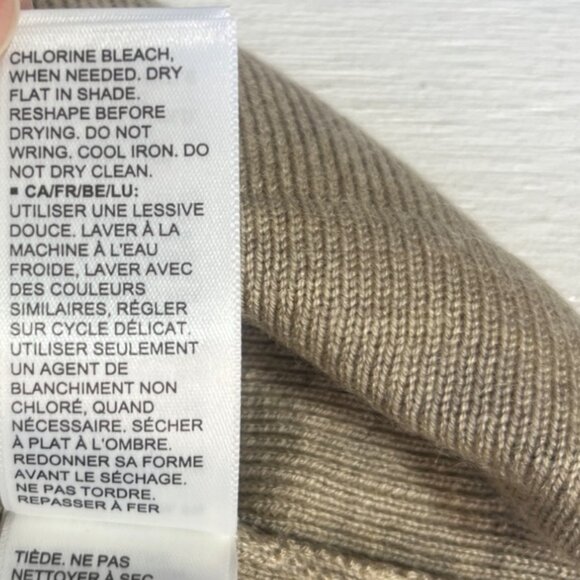 CHLORINE BLEACH,
WHEN NEEDED. DRY
FLAT IN SHADE.
RESHAPE BEFORE
DRYING. DO NOT
WRING. COOL IRON. DO
NOT DRY CLEAN.
▪ CA/FR/BE/LU:
UTILISER UNE LESSIVE
DOUCE. LAVER À LA
MACHINE À L'EAU
FROIDE, LAVER AVEC
DES COULEURS
SIMILAIRES, RÉGLER
SUR CYCLE DÉLICAT.
UTILISER SEULEMENT
UN AGENT DE
BLANCHIMENT NON
CHLORÉ, QUAND
NÉCESSAIRE. SÉCHER
À PLAT À L'OMBRE.
REDONNER SA FORME
AVANT LE SÉCHAGE.
NE PAS TORDRE.
REPASSER À FER
TIÈDE. NE PAS
NETTOYER À SEC